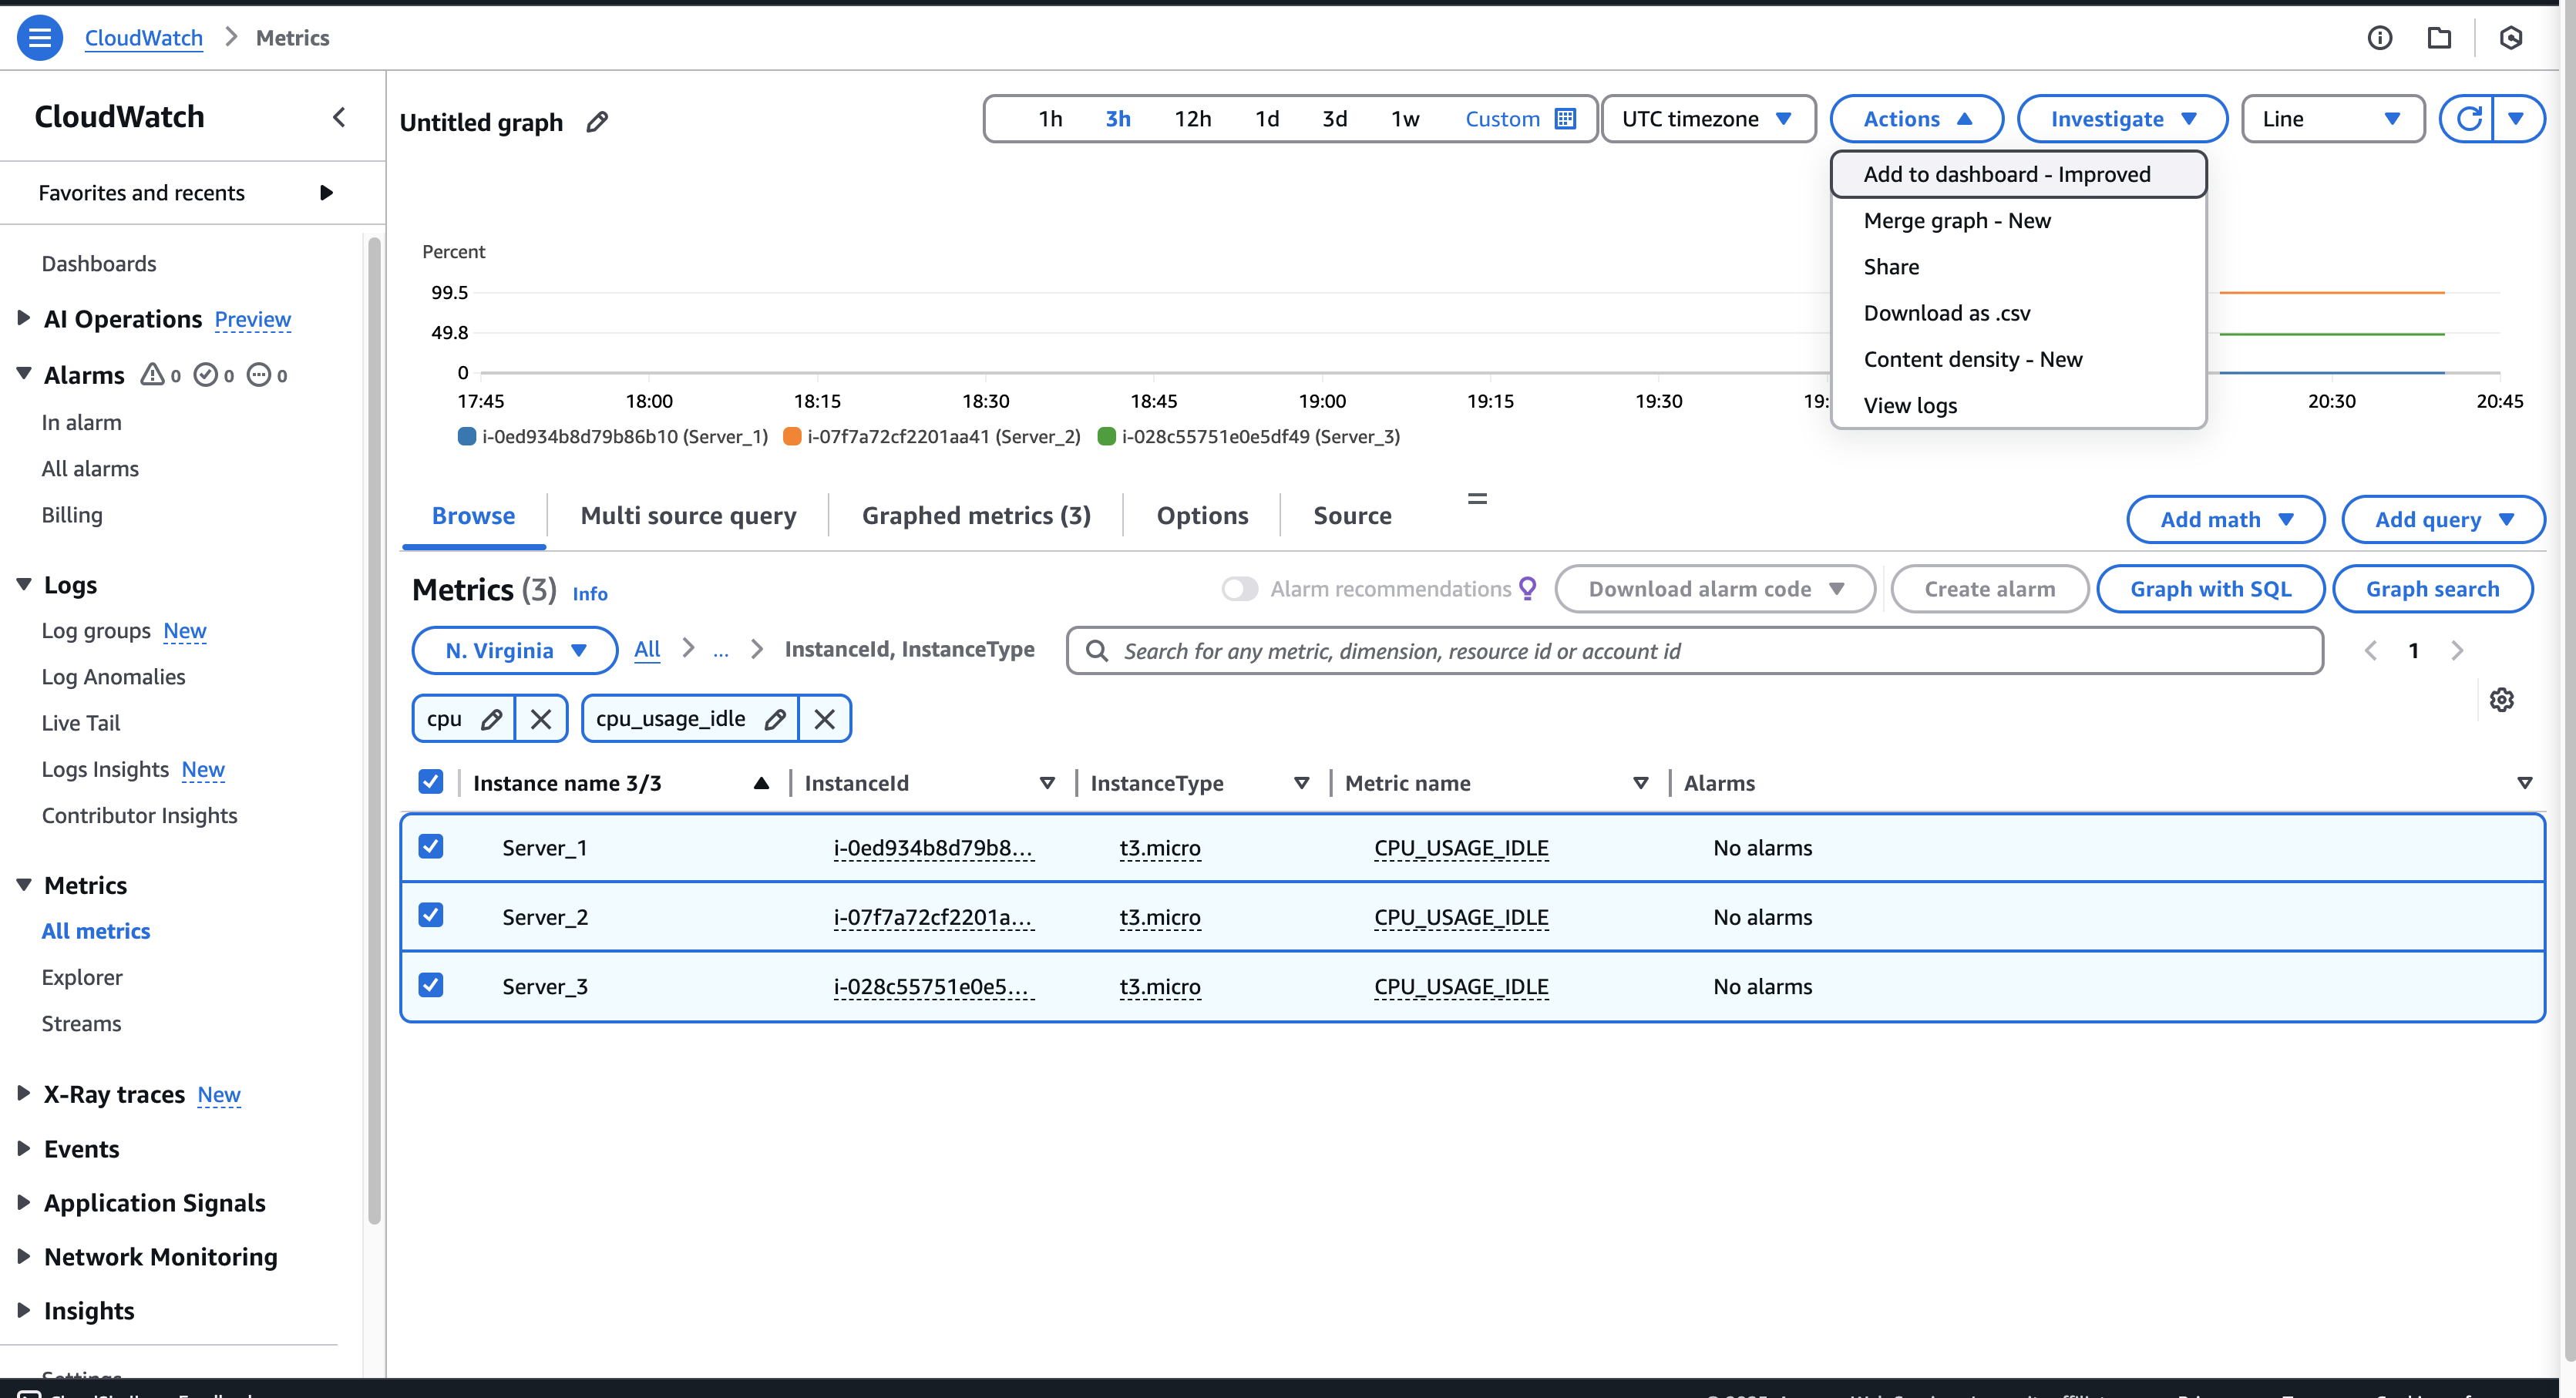 CloudWatch > Metrics
CloudWatch
Favorites and recents
Dashboards
AI Operations Preview
Alarms 0 0 0
In alarm
All alarms
Billing
Logs
Log groups New
Log Anomalies
Live Tail
Logs Insights New
Contributor Insights
Metrics
All metrics
Explorer
Streams
X-Ray traces New
Events
Application Signals
Network Monitoring
Insights
Untitled graph
1h 3h 12h 1d 3d 1w Custom UTC timezone Actions Investigate Line
Add to dashboard - Improved
Merge graph - New
Share
Download as .csv
Content density - New
View logs
Percent
99.5
49.8
0
17:45 18:00 18:15 18:30 18:45 19:00 19:15 19:30 19: 20:30 20:45
i-0ed934b8d79b86b10 (Server_1) i-07f7a72cf2201aa41 (Server_2) i-028c55751e0e5df49 (Server_3)
Browse Multi source query Graphed metrics (3) Options Source Add math Add query
Metrics (3) Info Alarm recommendations Download alarm code Create alarm Graph with SQL Graph search
N. Virginia All > ... > InstanceId, InstanceType Search for any metric, dimension, resource id or account id 1
cpu cpu_usage_idle
Instance name 3/3 InstanceId InstanceType Metric name Alarms
Server_1 i-0ed934b8d79b8... t3.micro CPU_USAGE_IDLE No alarms
Server_2 i-07f7a72cf2201a... t3.micro CPU_USAGE_IDLE No alarms
Server_3 i-028c55751e0e5... t3.micro CPU_USAGE_IDLE No alarms